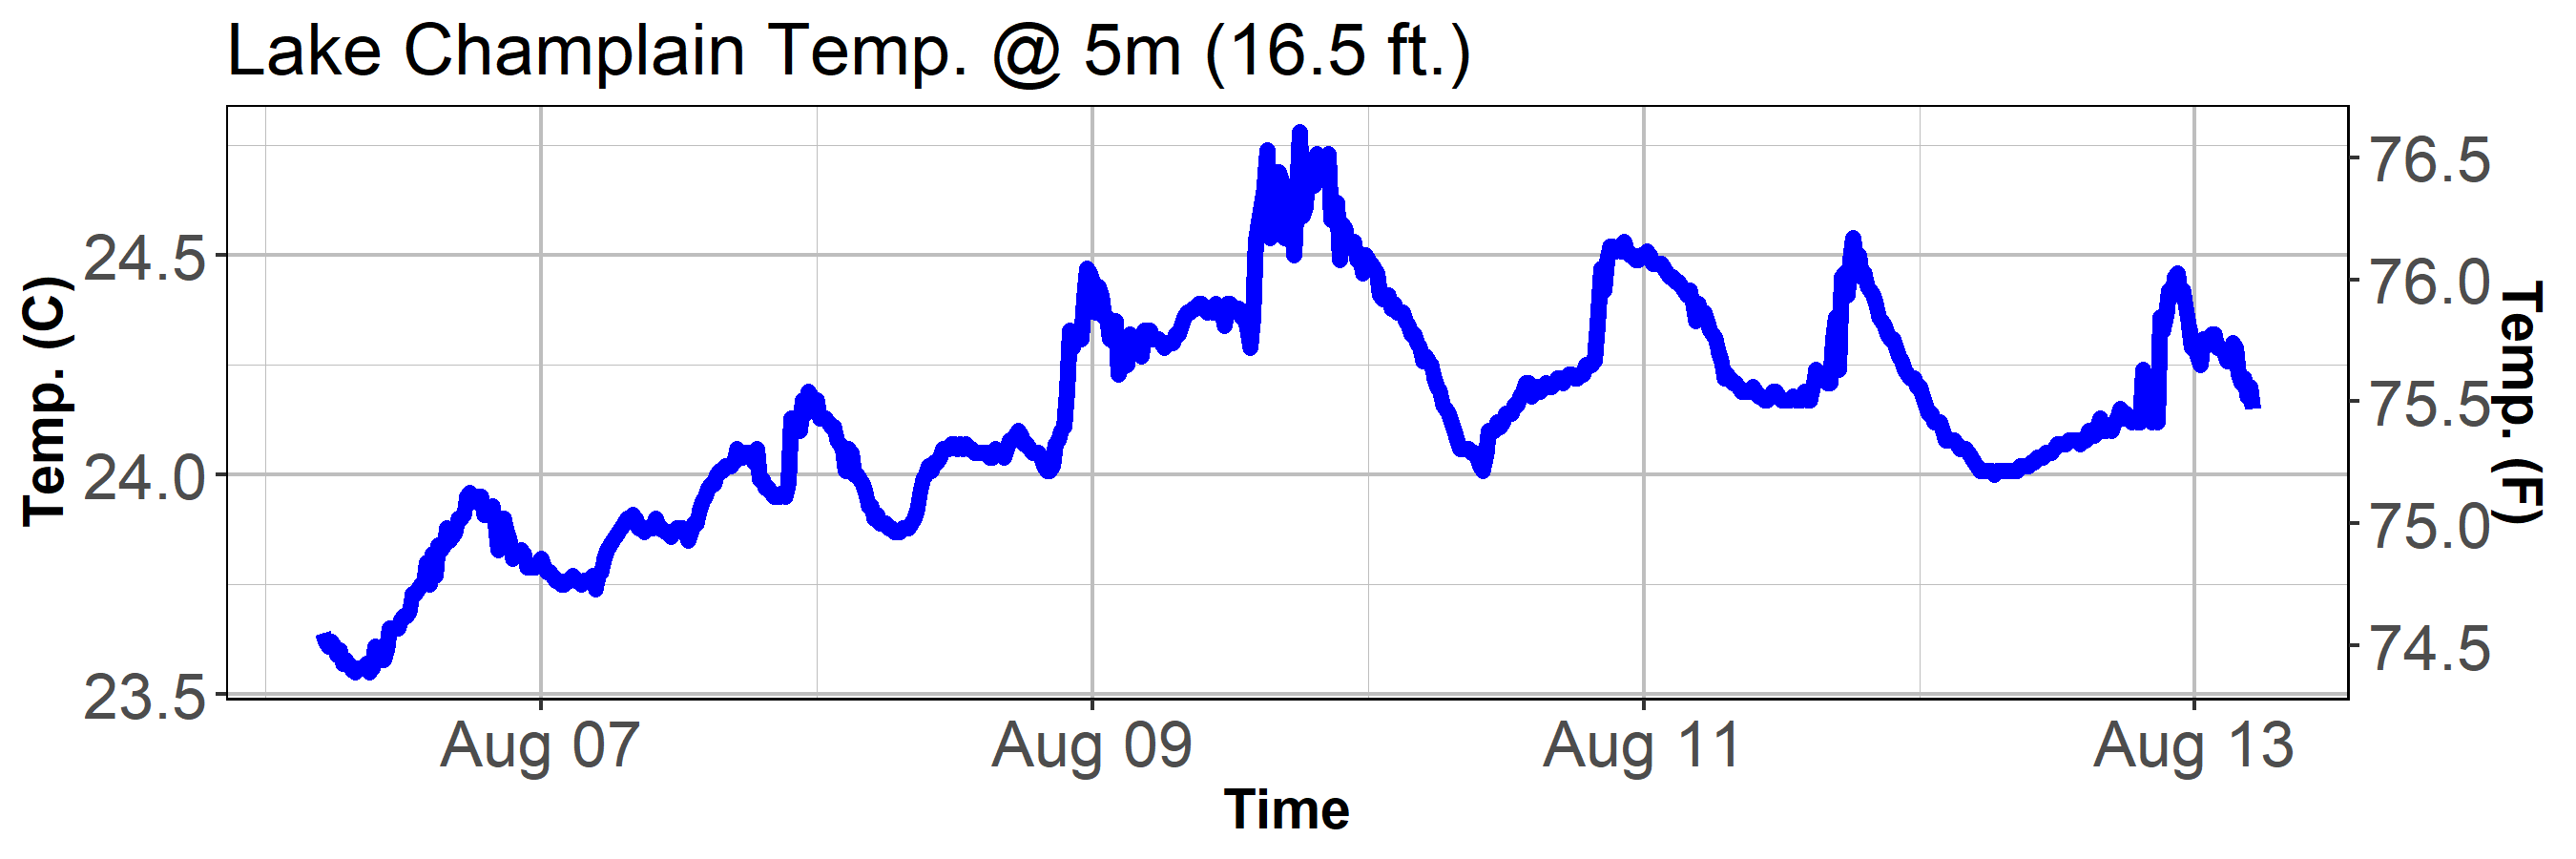 Lake Champlain Temp. @ 5m (16.5 ft.)
Temp. (C)
24.5
24.0
23.5
76.5
76.0
75.5
75.0
74.5
Temp. (F)
Aug 07 Aug 09 Aug 11 Aug 13
Time